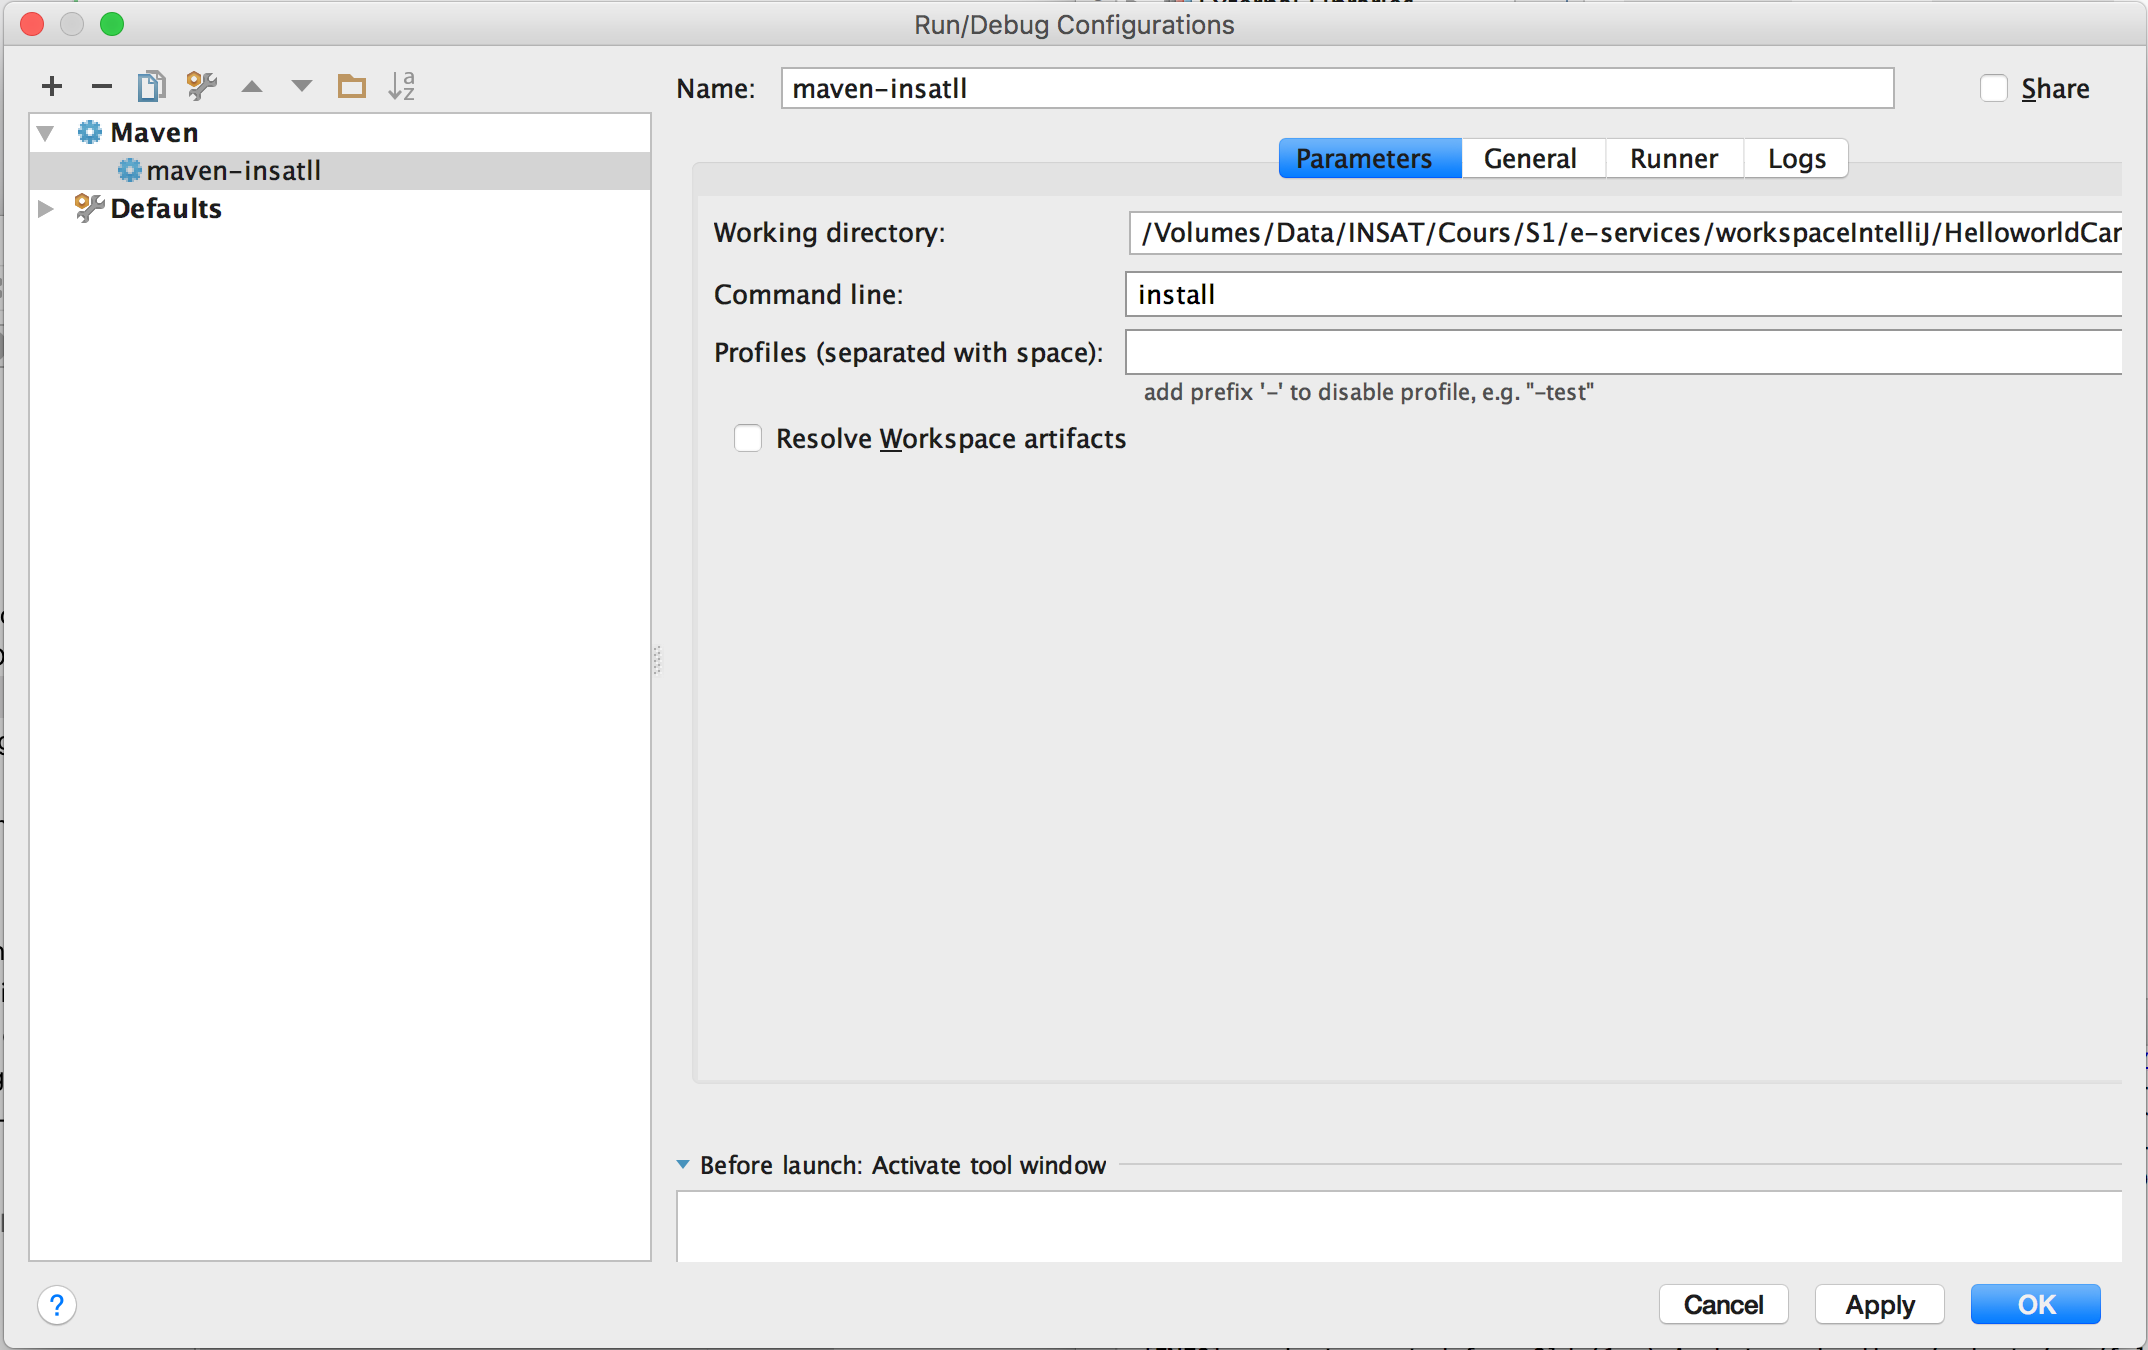 Run/Debug Configurations
Name: maven-insatll
Share
Maven
maven-insatll
Defaults
Parameters General Runner Logs
Working directory: /Volumes/Data/INSAT/Cours/S1/e-services/workspaceIntelliJ/HelloworldCar
Command line: install
Profiles (separated with space):
add prefix '-' to disable profile, e.g. "-test"
Resolve Workspace artifacts
Before launch: Activate tool window
? Cancel Apply OK